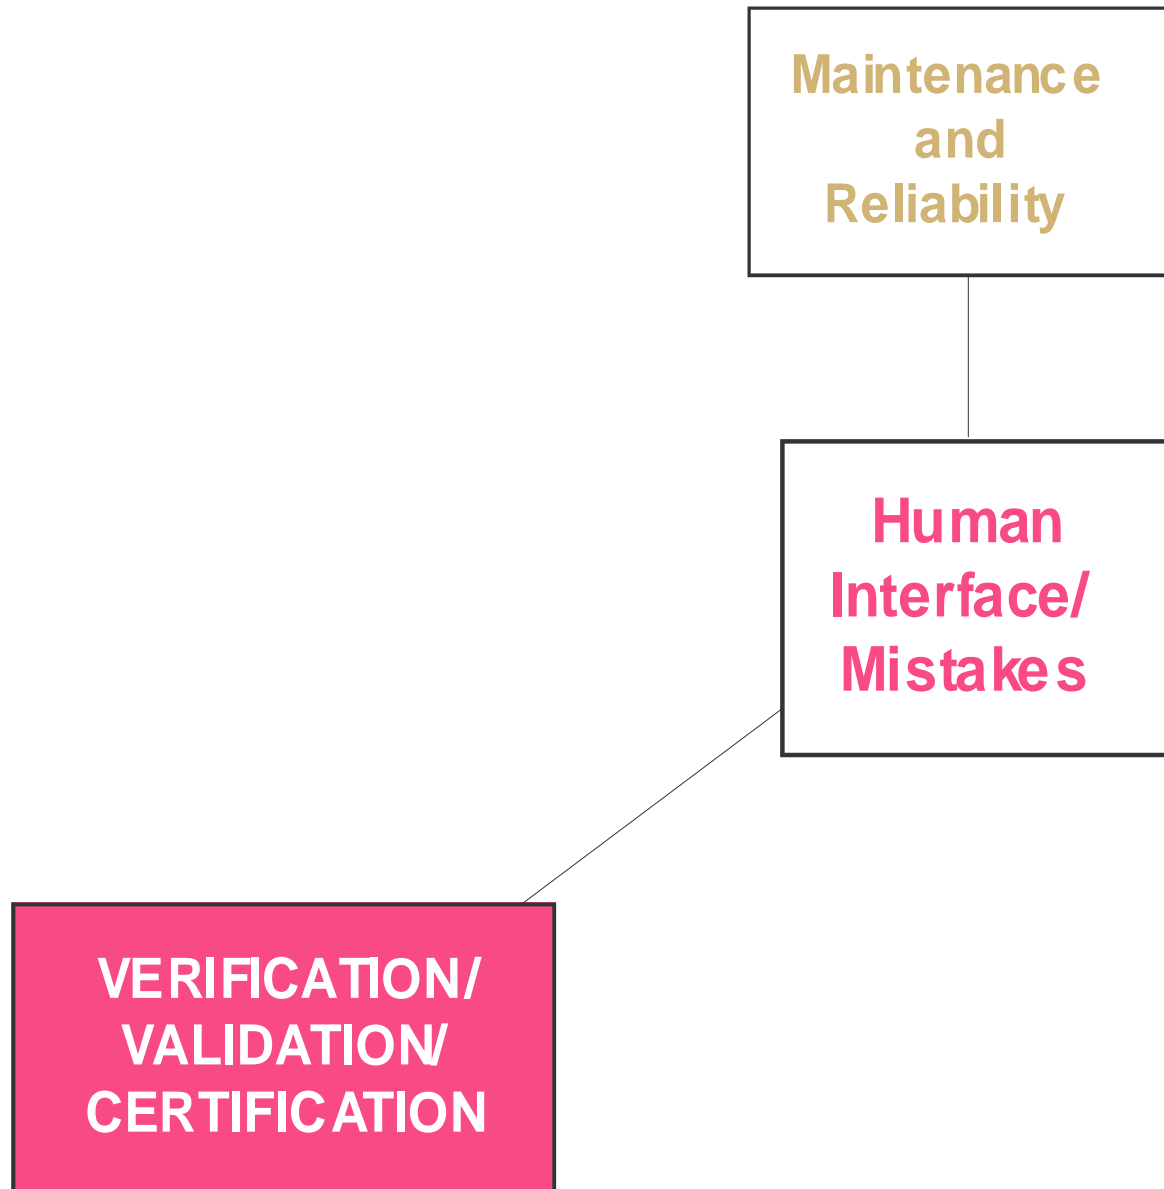 Maintenance
and
Reliability
Human
Interface/
Mistakes
VERIFICATION/
VALIDATION/
CERTIFICATION